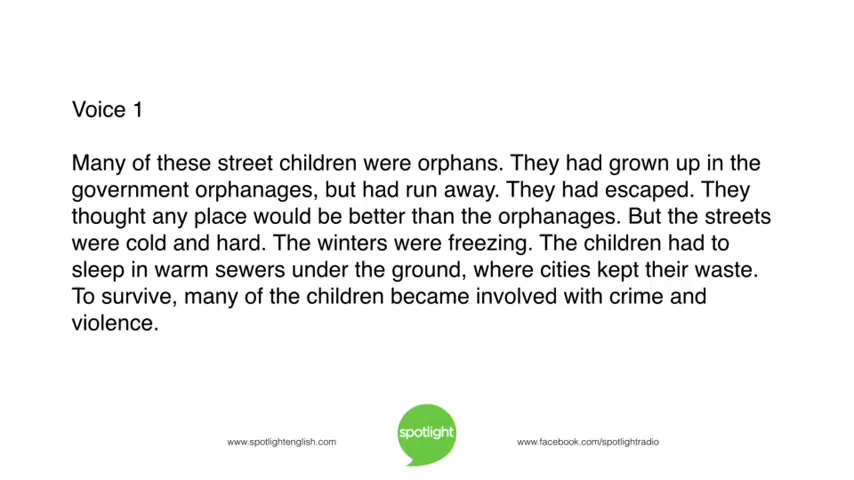 Voice 1
Many of these street children were orphans. They had grown up in the
government orphanages, but had run away. They had escaped. They
thought any place would be better than the orphanages. But the streets
were cold and hard. The winters were freezing. The children had to
sleep in warm sewers under the ground, where cities kept their waste.
To survive, many of the children became involved with crime and
violence.
spotlight
www.spotlightenglish.com
www.facebook.com/spotlightradio